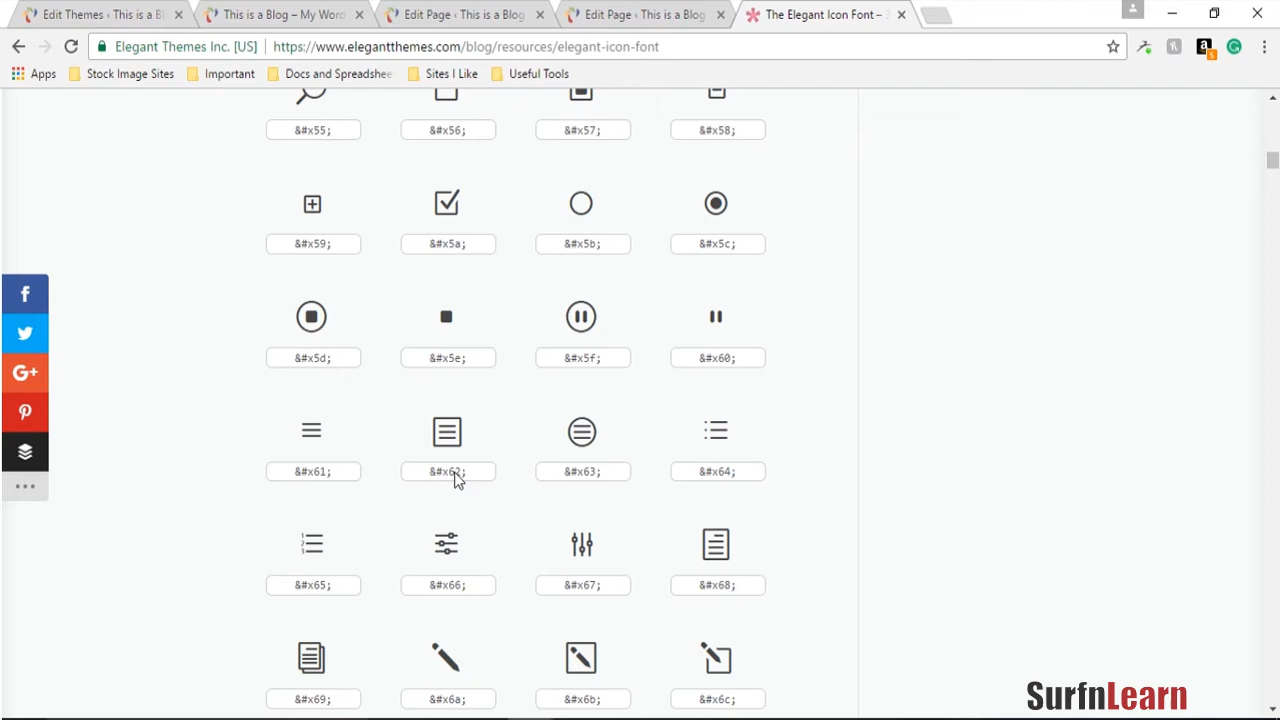 Edit Themes ‹ This is a Bl
This is a Blog – My Word
Edit Page ‹ This is a Blog
Edit Page ‹ This is a Blog
The Elegant Icon Font –
Elegant Themes Inc. [US]
https://www.elegantthemes.com/blog/resources/elegant-icon-font
Apps
Stock Image Sites
Important
Docs and Spreadshee
Sites I Like
Useful Tools
&#x55; &#x56; &#x57; &#x58;
&#x59; &#x5a; &#x5b; &#x5c;
&#x5d; &#x5e; &#x5f; &#x60;
&#x61; &#x62; &#x63; &#x64;
&#x65; &#x66; &#x67; &#x68;
&#x69; &#x6a; &#x6b; &#x6c;
G+
SurfnLearn